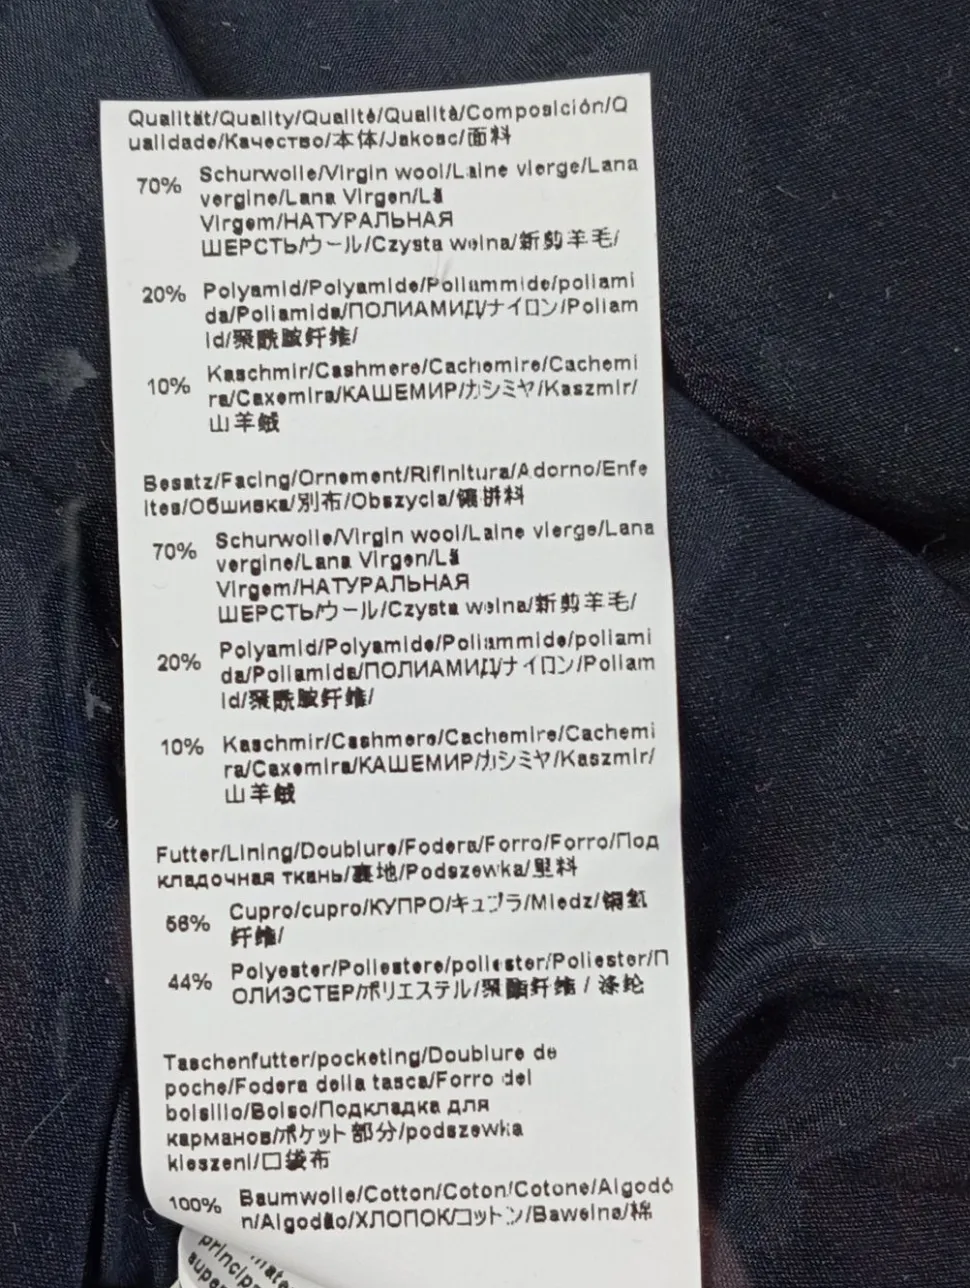 Qualität/Quality/Qualité/Qualità/Composición/Q
ualidade/Качество/本体/Jakosc/面料
70% Schurwolle/Virgin wool/Laine vierge/Lana
vergine/Lana Virgen/Lã
Virgem/НАТУРАЛЬНАЯ
ШЕРСТЬ/ウール/Czysta welna/新剪羊毛/
20% Polyamid/Polyamide/Poliammide/poliami
da/Poliamida/ПОЛИАМИД/ナイロン/Poliam
id/聚酰胺纤维/
10% Kaschmir/Cashmere/Cachemire/Cachemi
ra/Caxemira/КАШЕМИР/カシミヤ/Kaszmir/
山羊绒
Besatz/Facing/Ornement/Rifinitura/Adorno/Enfe
ites/Обшивка/別布/Obszycia/镶拼料
70% Schurwolle/Virgin wool/Laine vierge/Lana
vergine/Lana Virgen/Lã
Virgem/НАТУРАЛЬНАЯ
ШЕРСТЬ/ウール/Czysta welna/新剪羊毛/
20% Polyamid/Polyamide/Poliammide/poliami
da/Poliamida/ПОЛИАМИД/ナイロン/Poliam
id/聚酰胺纤维/
10% Kaschmir/Cashmere/Cachemire/Cachemi
ra/Caxemira/КАШЕМИР/カシミヤ/Kaszmir/
山羊绒
Futter/Lining/Doublure/Fodera/Forro/Forro/Под
кладочная ткань/裏地/Podszewka/里料
56% Cupro/cupro/КУПРО/キュプラ/Miedz/铜氨
纤维/
44% Polyester/Poliestere/poliester/Poliester/П
ОЛИЭСТЕР/ポリエステル/聚酯纤维 / 涤纶
Taschenfutter/pocketing/Doublure de
poche/Fodera della tasca/Forro del
bolsillo/Bolso/Подкладка для
карманов/ポケット部分/podszewka
kieszeni/口袋布
100% Baumwolle/Cotton/Coton/Cotone/Algodó
n/Algodão/ХЛОПОК/コットン/Bawelna/棉